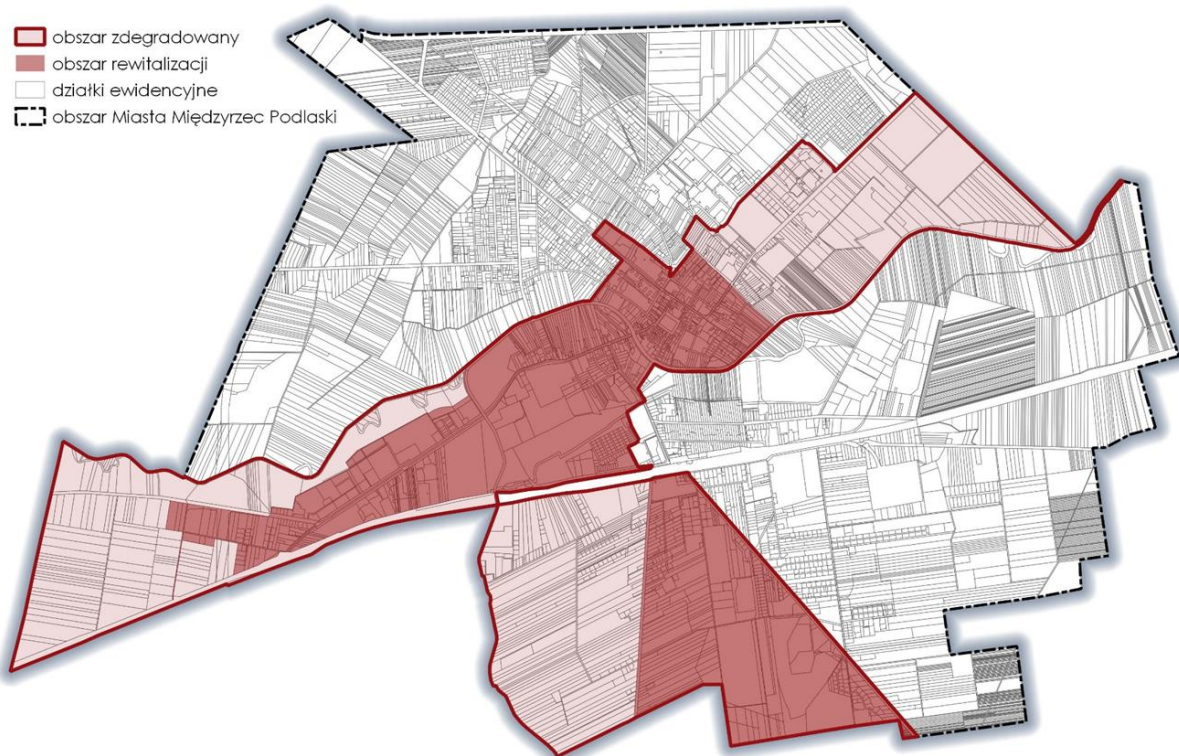 obszar zdegradowany
obszar rewitalizacji
działki ewidencyjne
obszar Miasta Międzyrzec Podlaski